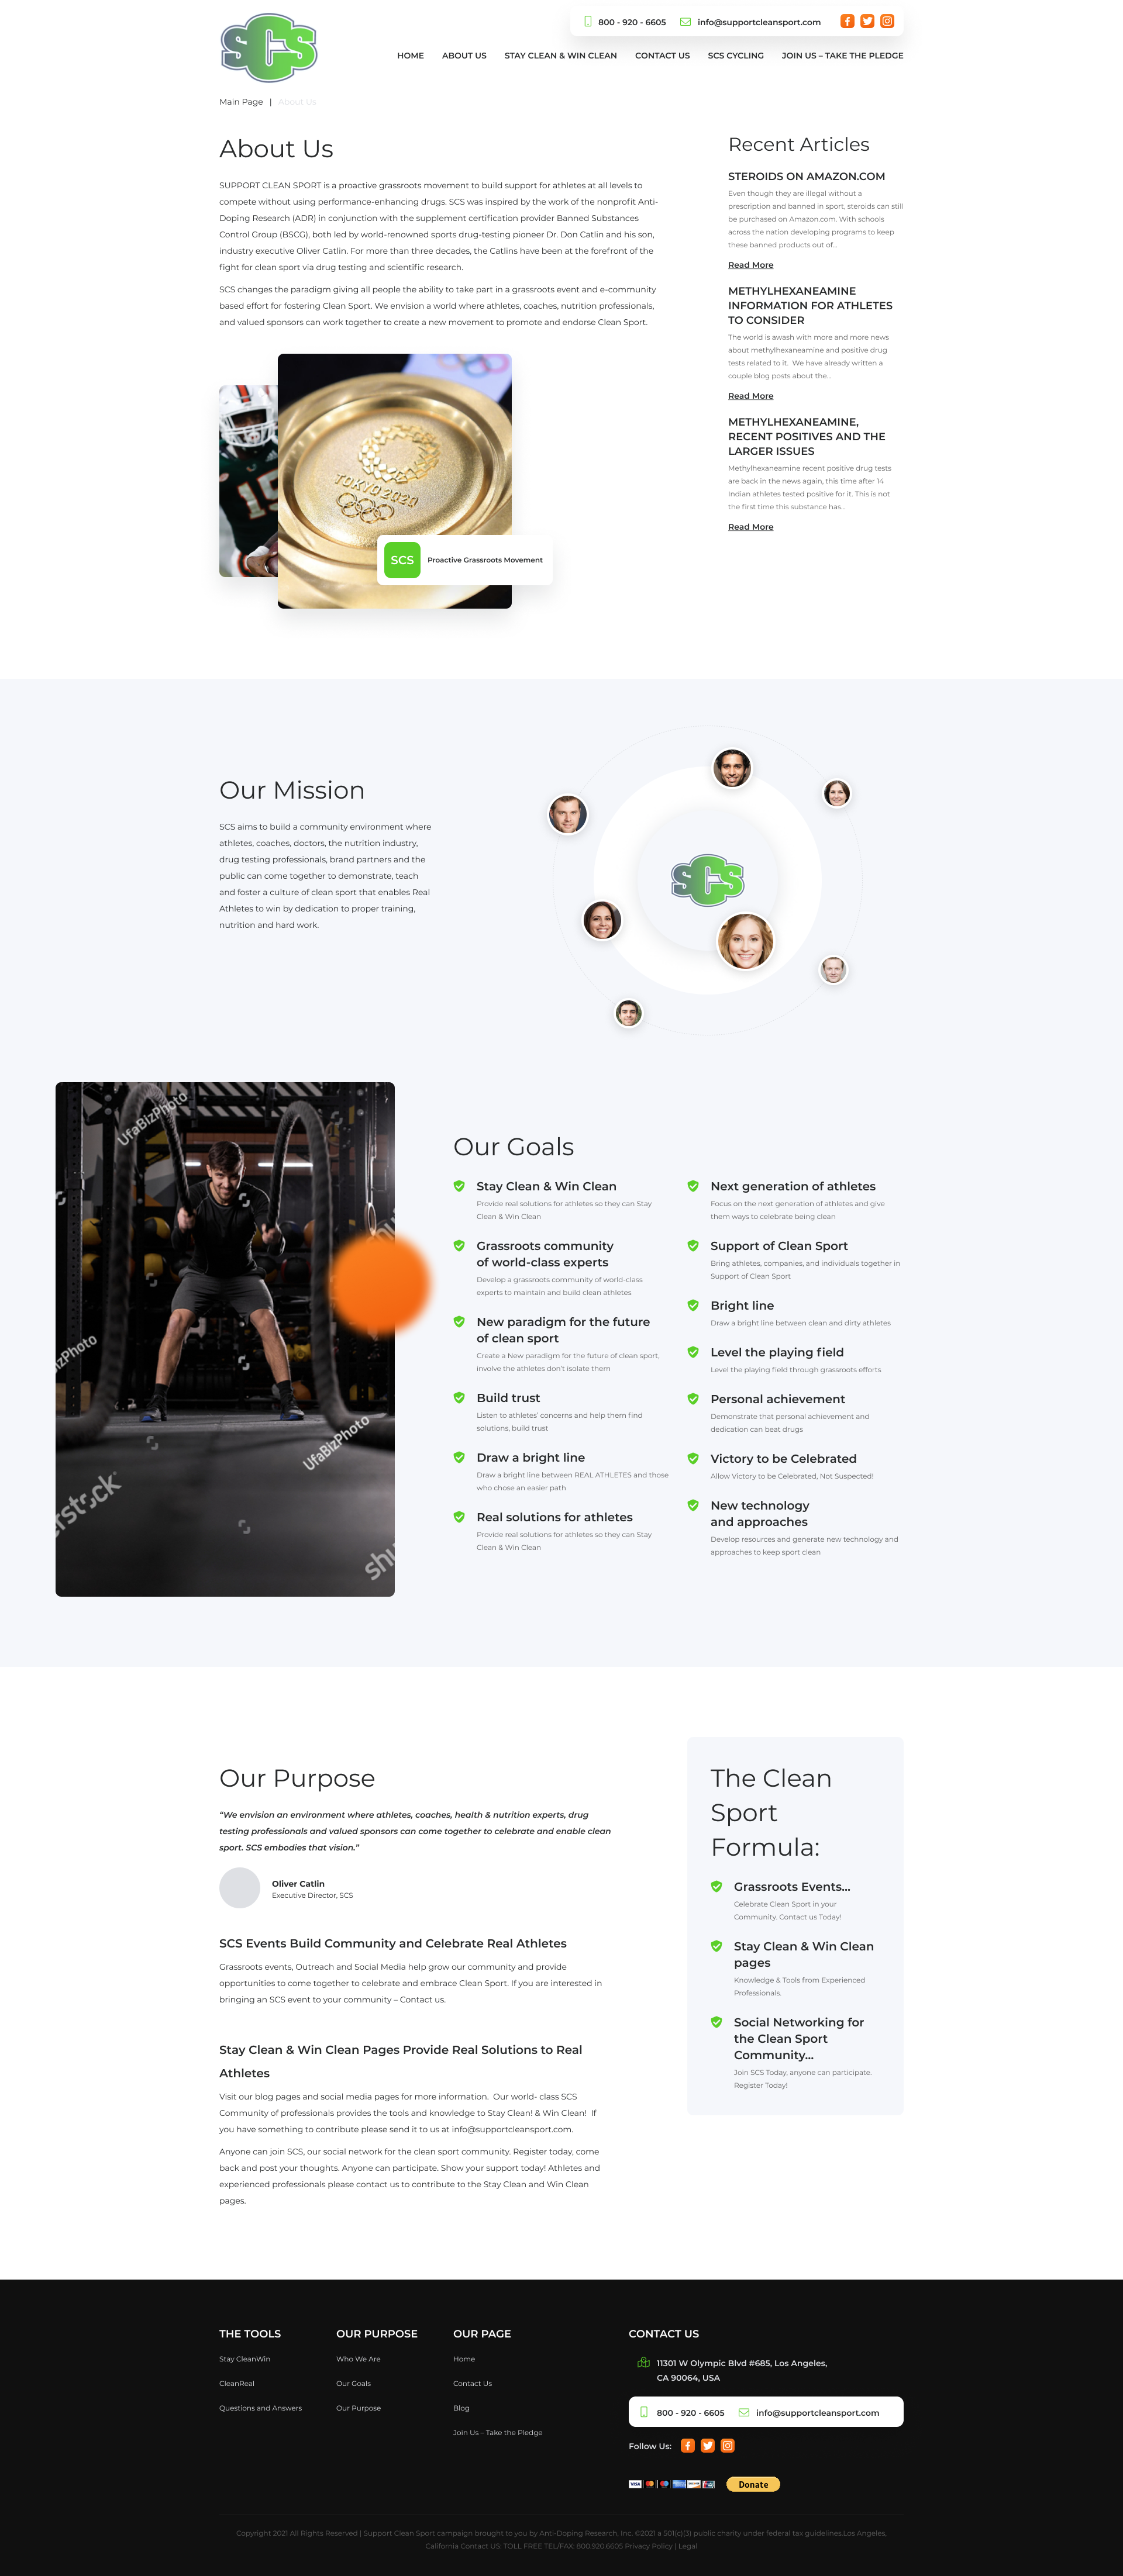 SCS
800 - 920 - 6605
info@supportcleansport.com
HOME
ABOUT US
STAY CLEAN & WIN CLEAN
CONTACT US
SCS CYCLING
JOIN US – TAKE THE PLEDGE
Main Page | About Us
About Us
SUPPORT CLEAN SPORT is a proactive grassroots movement to build support for athletes at all levels to
compete without using performance-enhancing drugs. SCS was inspired by the work of the nonprofit Anti-
Doping Research (ADR) in conjunction with the supplement certification provider Banned Substances
Control Group (BSCG), both led by world-renowned sports drug-testing pioneer Dr. Don Catlin and his son,
industry executive Oliver Catlin. For more than three decades, the Catlins have been at the forefront of the
fight for clean sport via drug testing and scientific research.
SCS changes the paradigm giving all people the ability to take part in a grassroots event and e-community
based effort for fostering Clean Sport. We envision a world where athletes, coaches, nutrition professionals,
and valued sponsors can work together to create a new movement to promote and endorse Clean Sport.
TOKYO 2020
SCS
Proactive Grassroots Movement
Recent Articles
STEROIDS ON AMAZON.COM
Even though they are illegal without a
prescription and banned in sport, steroids can still
be purchased on Amazon.com. With schools
across the nation developing programs to keep
these banned products out of...
Read More
METHYLHEXANEAMINE
INFORMATION FOR ATHLETES
TO CONSIDER
The world is awash with more and more news
about methylhexaneamine and positive drug
tests related to it.  We have already written a
couple blog posts about the...
Read More
METHYLHEXANEAMINE,
RECENT POSITIVES AND THE
LARGER ISSUES
Methylhexaneamine recent positive drug tests
are back in the news again, this time after 14
Indian athletes tested positive for it. This is not
the first time this substance has...
Read More
Our Mission
SCS aims to build a community environment where
athletes, coaches, doctors, the nutrition industry,
drug testing professionals, brand partners and the
public can come together to demonstrate, teach
and foster a culture of clean sport that enables Real
Athletes to win by dedication to proper training,
nutrition and hard work.
SCS
UfaBizPhoto
UfaBizPhoto
Our Goals
Stay Clean & Win Clean
Provide real solutions for athletes so they can Stay
Clean & Win Clean
Grassroots community
of world-class experts
Develop a grassroots community of world-class
experts to maintain and build clean athletes
New paradigm for the future
of clean sport
Create a New paradigm for the future of clean sport,
involve the athletes don't isolate them
Build trust
Listen to athletes' concerns and help them find
solutions, build trust
Draw a bright line
Draw a bright line between REAL ATHLETES and those
who chose an easier path
Real solutions for athletes
Provide real solutions for athletes so they can Stay
Clean & Win Clean
Next generation of athletes
Focus on the next generation of athletes and give
them ways to celebrate being clean
Support of Clean Sport
Bring athletes, companies, and individuals together in
Support of Clean Sport
Bright line
Draw a bright line between clean and dirty athletes
Level the playing field
Level the playing field through grassroots efforts
Personal achievement
Demonstrate that personal achievement and
dedication can beat drugs
Victory to be Celebrated
Allow Victory to be Celebrated, Not Suspected!
New technology
and approaches
Develop resources and generate new technology and
approaches to keep sport clean
Our Purpose
“We envision an environment where athletes, coaches, health & nutrition experts, drug
testing professionals and valued sponsors can come together to celebrate and enable clean
sport. SCS embodies that vision.”
Oliver Catlin
Executive Director, SCS
SCS Events Build Community and Celebrate Real Athletes
Grassroots events, Outreach and Social Media help grow our community and provide
opportunities to come together to celebrate and embrace Clean Sport. If you are interested in
bringing an SCS event to your community – Contact us.
Stay Clean & Win Clean Pages Provide Real Solutions to Real
Athletes
Visit our blog pages and social media pages for more information.  Our world- class SCS
Community of professionals provides the tools and knowledge to Stay Clean! & Win Clean!  If
you have something to contribute please send it to us at info@supportcleansport.com.
Anyone can join SCS, our social network for the clean sport community. Register today, come
back and post your thoughts. Anyone can participate. Show your support today! Athletes and
experienced professionals please contact us to contribute to the Stay Clean and Win Clean
pages.
The Clean
Sport
Formula:
Grassroots Events...
Celebrate Clean Sport in your
Community. Contact us Today!
Stay Clean & Win Clean
pages
Knowledge & Tools from Experienced
Professionals.
Social Networking for
the Clean Sport
Community...
Join SCS Today, anyone can participate.
Register Today!
THE TOOLS
Stay CleanWin
CleanReal
Questions and Answers
OUR PURPOSE
Who We Are
Our Goals
Our Purpose
OUR PAGE
Home
Contact Us
Blog
Join Us – Take the Pledge
CONTACT US
11301 W Olympic Blvd #685, Los Angeles,
CA 90064, USA
800 - 920 - 6605
info@supportcleansport.com
Follow Us:
VISA
Donate
Copyright 2021 All Rights Reserved | Support Clean Sport campaign brought to you by Anti-Doping Research, Inc. ©2021 a 501(c)(3) public charity under federal tax guidelines.Los Angeles,
California Contact US: TOLL FREE TEL/FAX: 800.920.6605 Privacy Policy | Legal